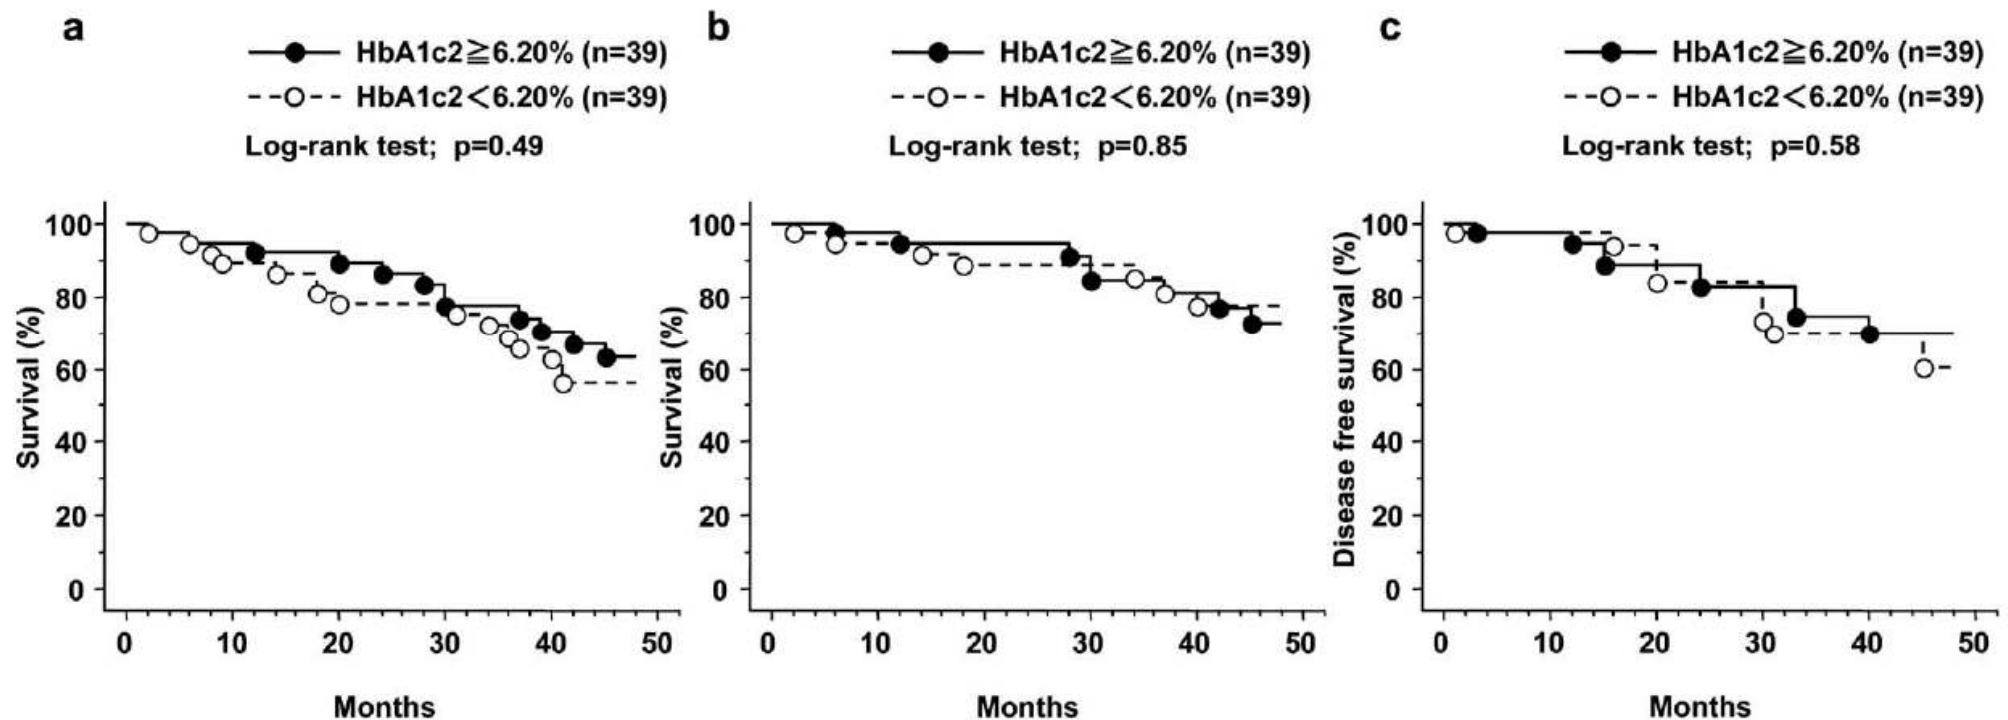 a
HbA1c2≧6.20% (n=39)
HbA1c2<6.20% (n=39)
Log-rank test; p=0.49
Survival (%)
100
80
60
40
20
0
0 10 20 30 40 50
Months
b
HbA1c2≧6.20% (n=39)
HbA1c2<6.20% (n=39)
Log-rank test; p=0.85
Survival (%)
100
80
60
40
20
0
0 10 20 30 40 50
Months
c
HbA1c2≧6.20% (n=39)
HbA1c2<6.20% (n=39)
Log-rank test; p=0.58
Disease free survival (%)
100
80
60
40
20
0
0 10 20 30 40 50
Months